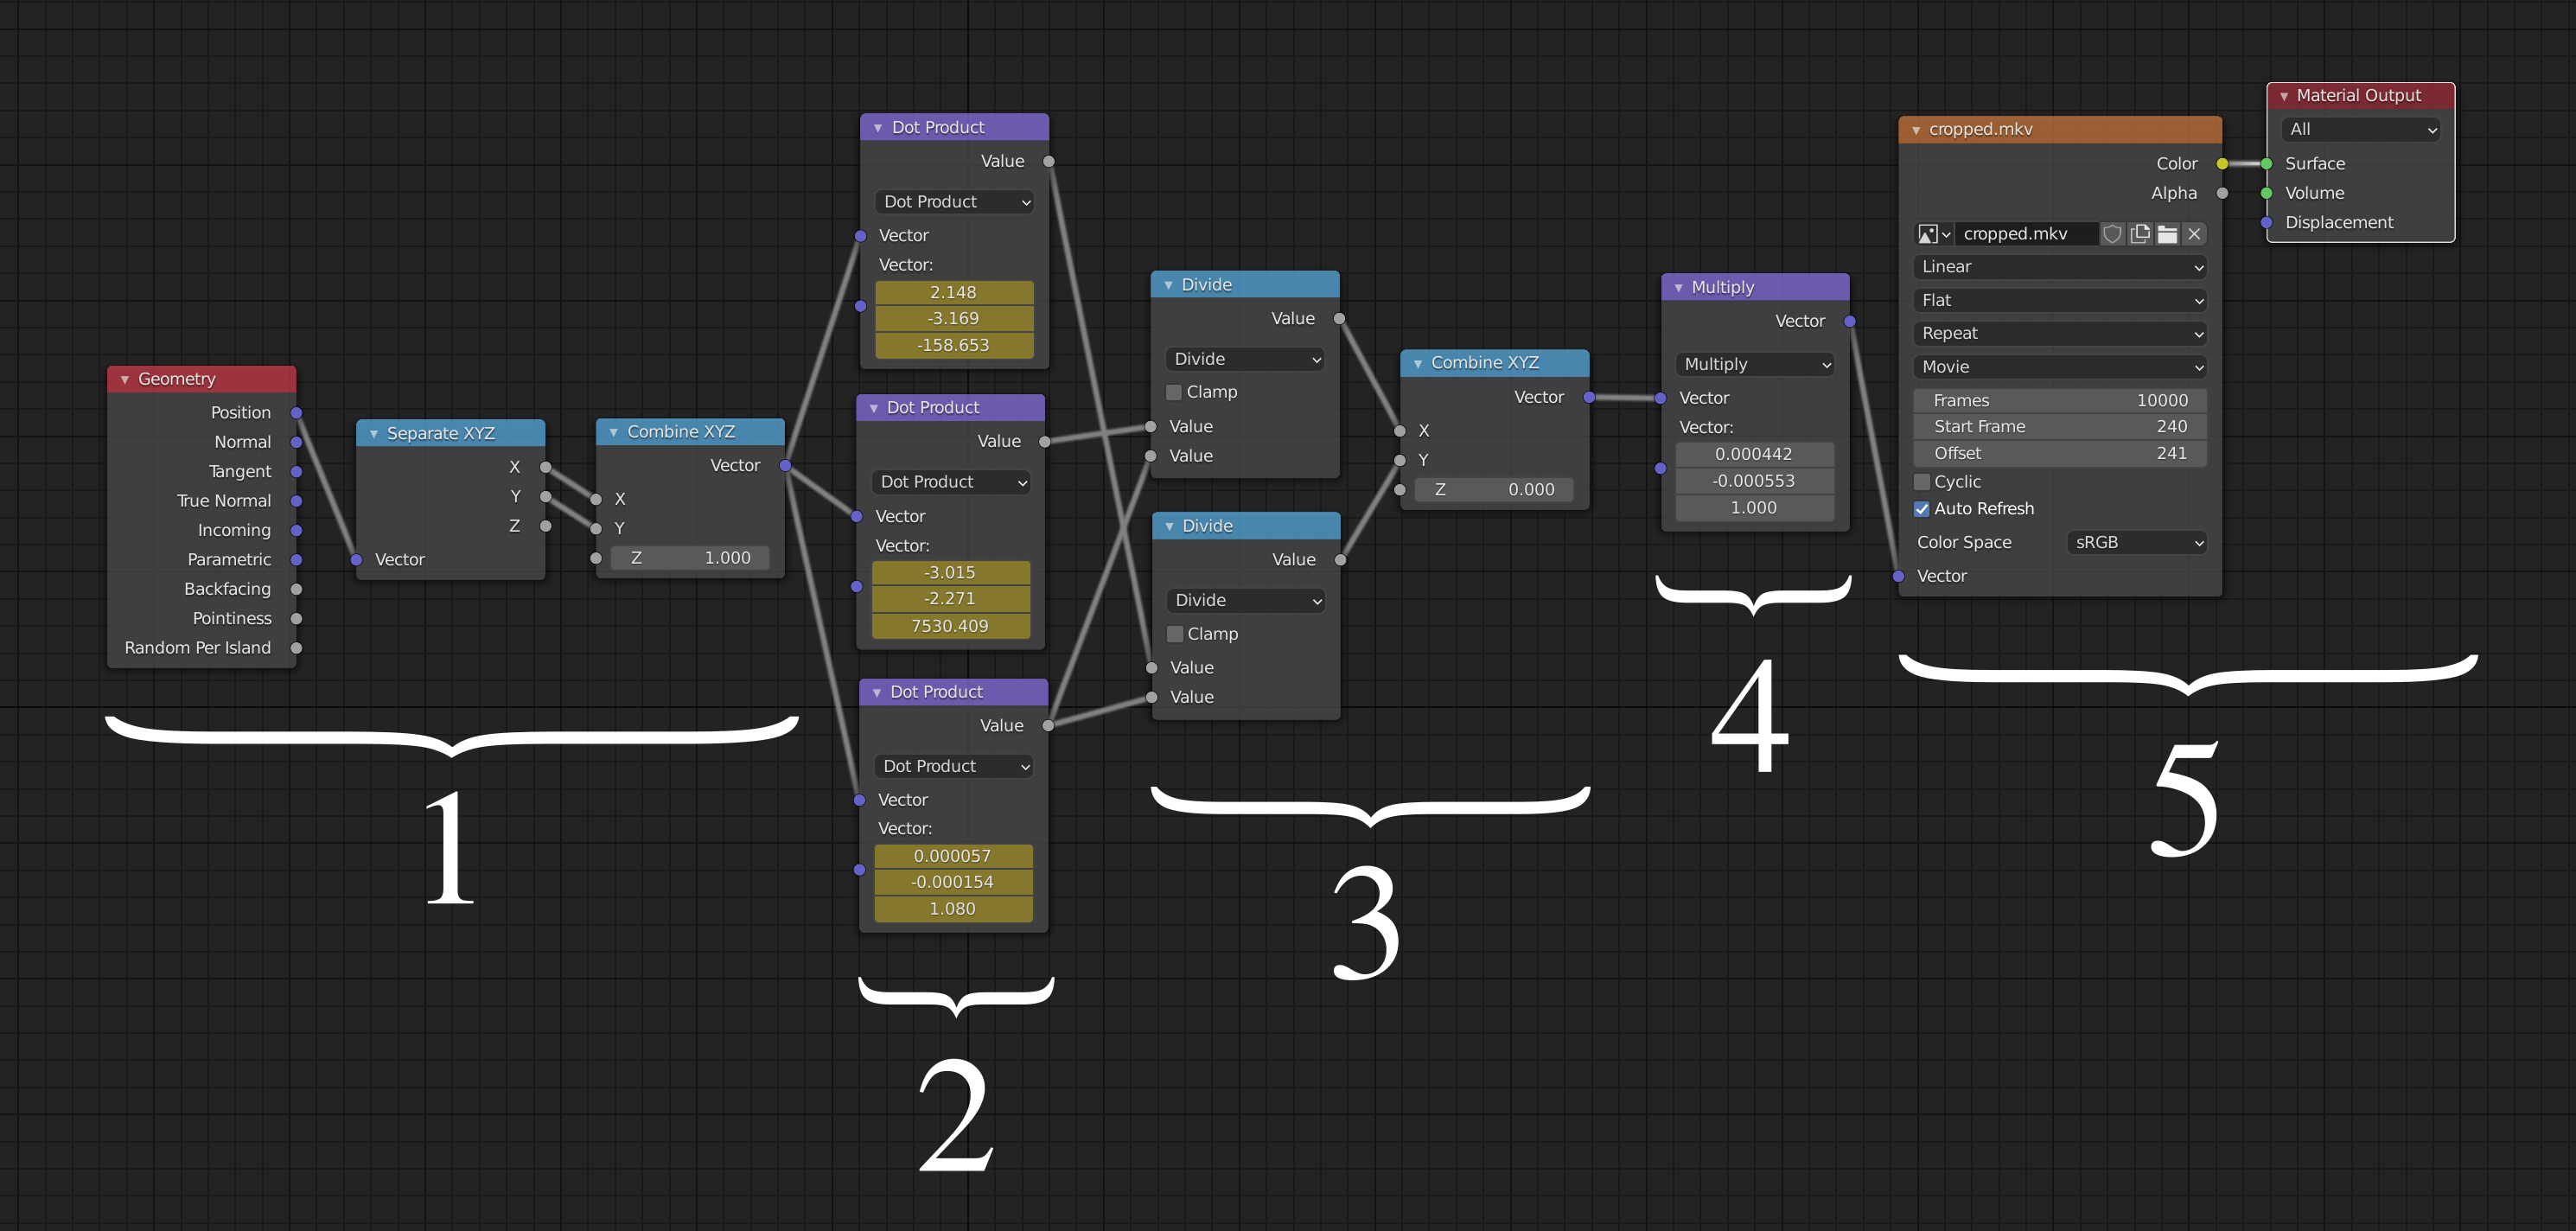 Geometry
Position
Normal
Tangent
True Normal
Incoming
Parametric
Backfacing
Pointiness
Random Per Island
Separate XYZ
X
Y
Z
Vector
Combine XYZ
Vector
X
Y
Z 1.000
1
Dot Product
Value
Dot Product
Vector
Vector:
2.148
-3.169
-158.653
Dot Product
Value
Dot Product
Vector
Vector:
-3.015
-2.271
7530.409
Dot Product
Value
Dot Product
Vector
Vector:
0.000057
-0.000154
1.080
2
Divide
Value
Divide
Clamp
Value
Value
Divide
Value
Divide
Clamp
Value
Value
Combine XYZ
Vector
X
Y
Z 0.000
3
Multiply
Vector
Multiply
Vector
Vector:
0.000442
-0.000553
1.000
4
cropped.mkv
Color
Alpha
cropped.mkv
Linear
Flat
Repeat
Movie
Frames 10000
Start Frame 240
Offset 241
Cyclic
Auto Refresh
Color Space sRGB
Vector
Material Output
All
Surface
Volume
Displacement
5